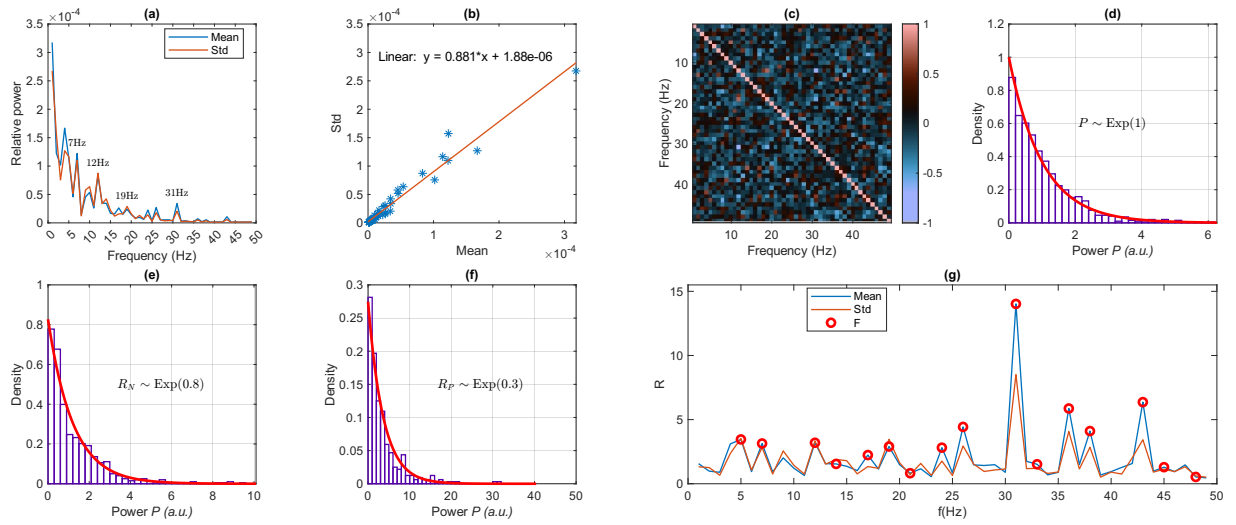 (a)
×10^-4
3.5
3
2.5
2
1.5
1
0.5
0
Relative power
Mean
Std
7Hz
12Hz
19Hz
31Hz
0 5 10 15 20 25 30 35 40 45 50
Frequency (Hz)
(b)
×10^-4
3.5
3
2.5
2
1.5
1
0.5
0
Std
Linear: y = 0.881*x + 1.88e-06
0 1 2 3
×10^-4
Mean
(c)
10
20
30
40
Frequency (Hz)
10 20 30 40
Frequency (Hz)
1
0.5
0
-0.5
-1
(d)
1.2
1
0.8
0.6
0.4
0.2
0
Density
P ∼ Exp(1)
0 2 4 6
Power P (a.u.)
(e)
1
0.8
0.6
0.4
0.2
0
Density
R_N ∼ Exp(0.8)
0 2 4 6 8 10
Power P (a.u.)
(f)
0.3
0.25
0.2
0.15
0.1
0.05
0
Density
R_P ∼ Exp(0.3)
0 10 20 30 40 50
Power P (a.u.)
(g)
15
10
5
0
R
Mean
Std
F
0 5 10 15 20 25 30 35 40 45 50
f(Hz)